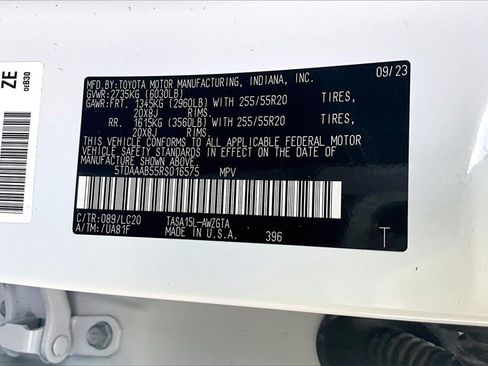 ZE
0EB30
MFD.BY:TOYOTA MOTOR MANUFACTURING, INDIANA, INC.
09/23
GVWR:2735KG (6030LB)
GAWR:FRT. 1345KG (2960LB) WITH 255/55R20 TIRES,
20X8J RIMS.
RR. 1615KG (3560LB) WITH 255/55R20 TIRES,
20X8J RIMS.
THIS VEHICLE CONFORMS TO ALL APPLICABLE FEDERAL MOTOR
VEHICLE SAFETY STANDARDS IN EFFECT ON THE DATE OF
MANUFACTURE SHOWN ABOVE.
5TDAAAB55RS016575 MPV
C/TR:089/LC20 TASA15L-AWZGTA
A/TM:/UA81F MADE IN U.S.A. 396
T